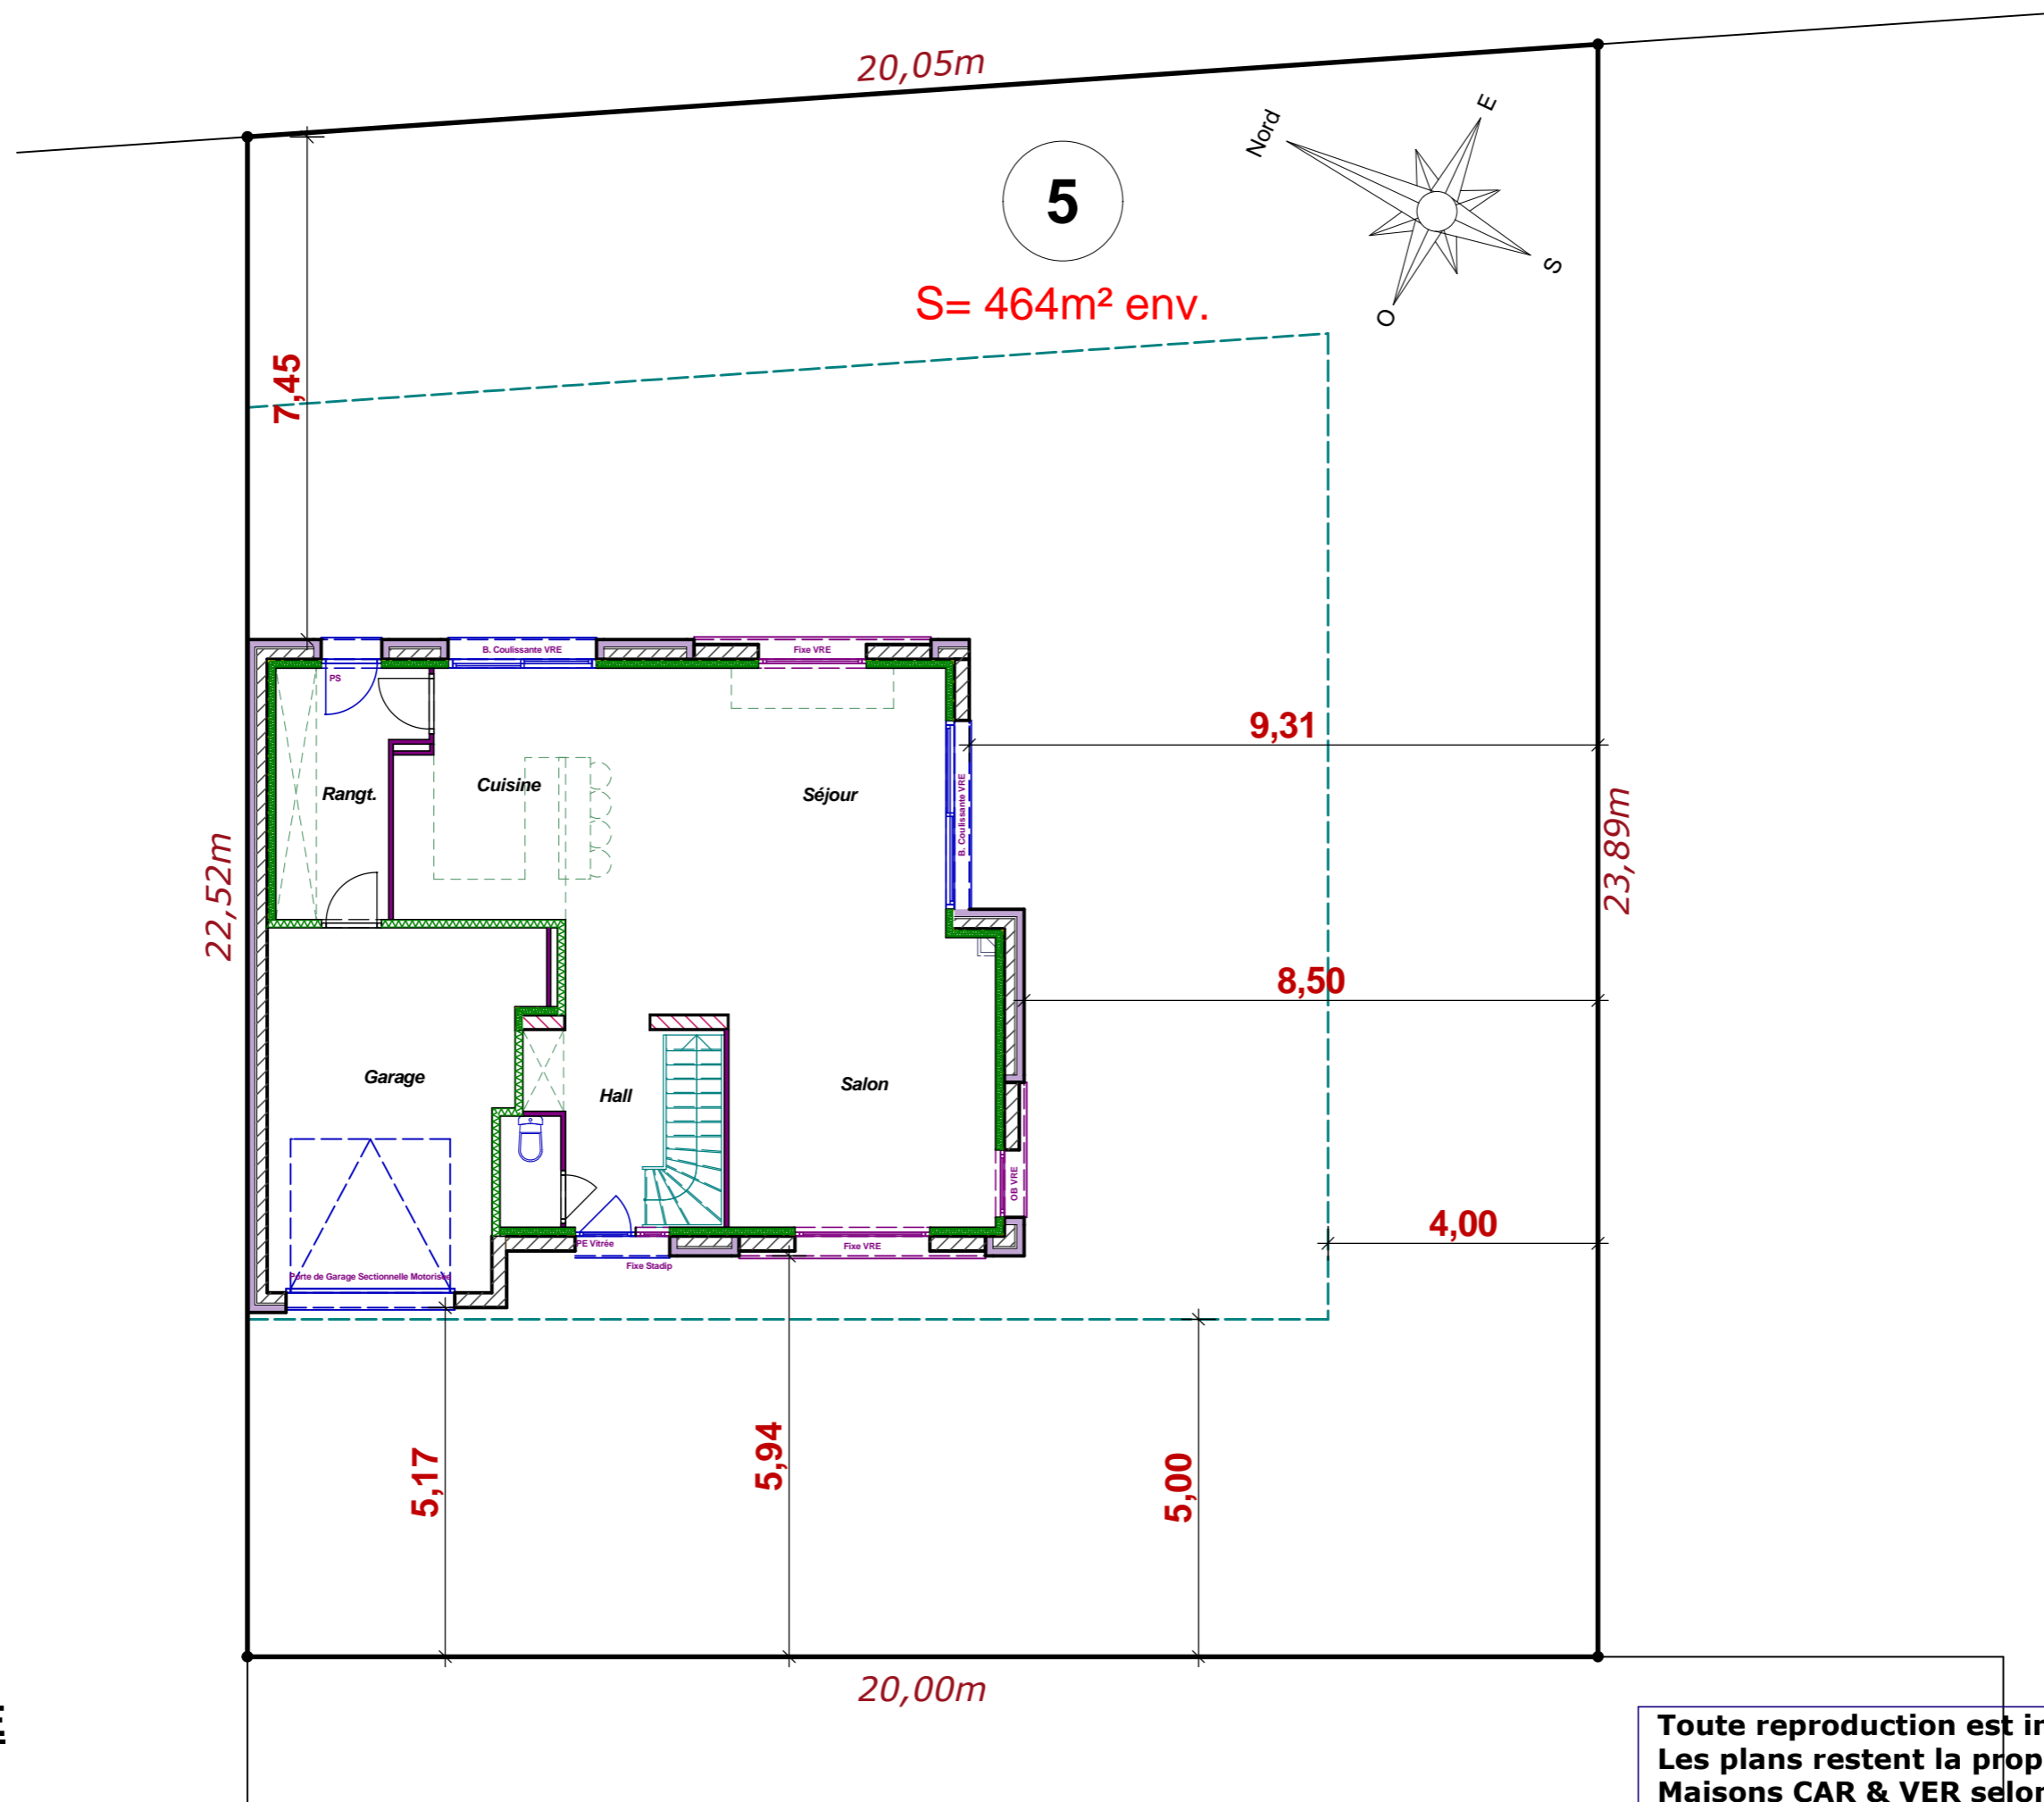 20,05m
Nord
E
S
O
5
S= 464m² env.
7,45
B. Coulissante VRE
Fixe VRE
PS
9,31
Cuisine
Rangt.
Séjour
B. Coulissante VRE
22,52m
23,89m
8,50
Garage
Hall
Salon
OB VRE
4,00
PE Vitrée
Fixe VRE
Fixe Stadip
Porte de Garage Sectionnelle Motorisée
5,17
5,94
5,00
20,00m
E
Toute reproduction est in
Les plans restent la prop
Maisons CAR & VER selon